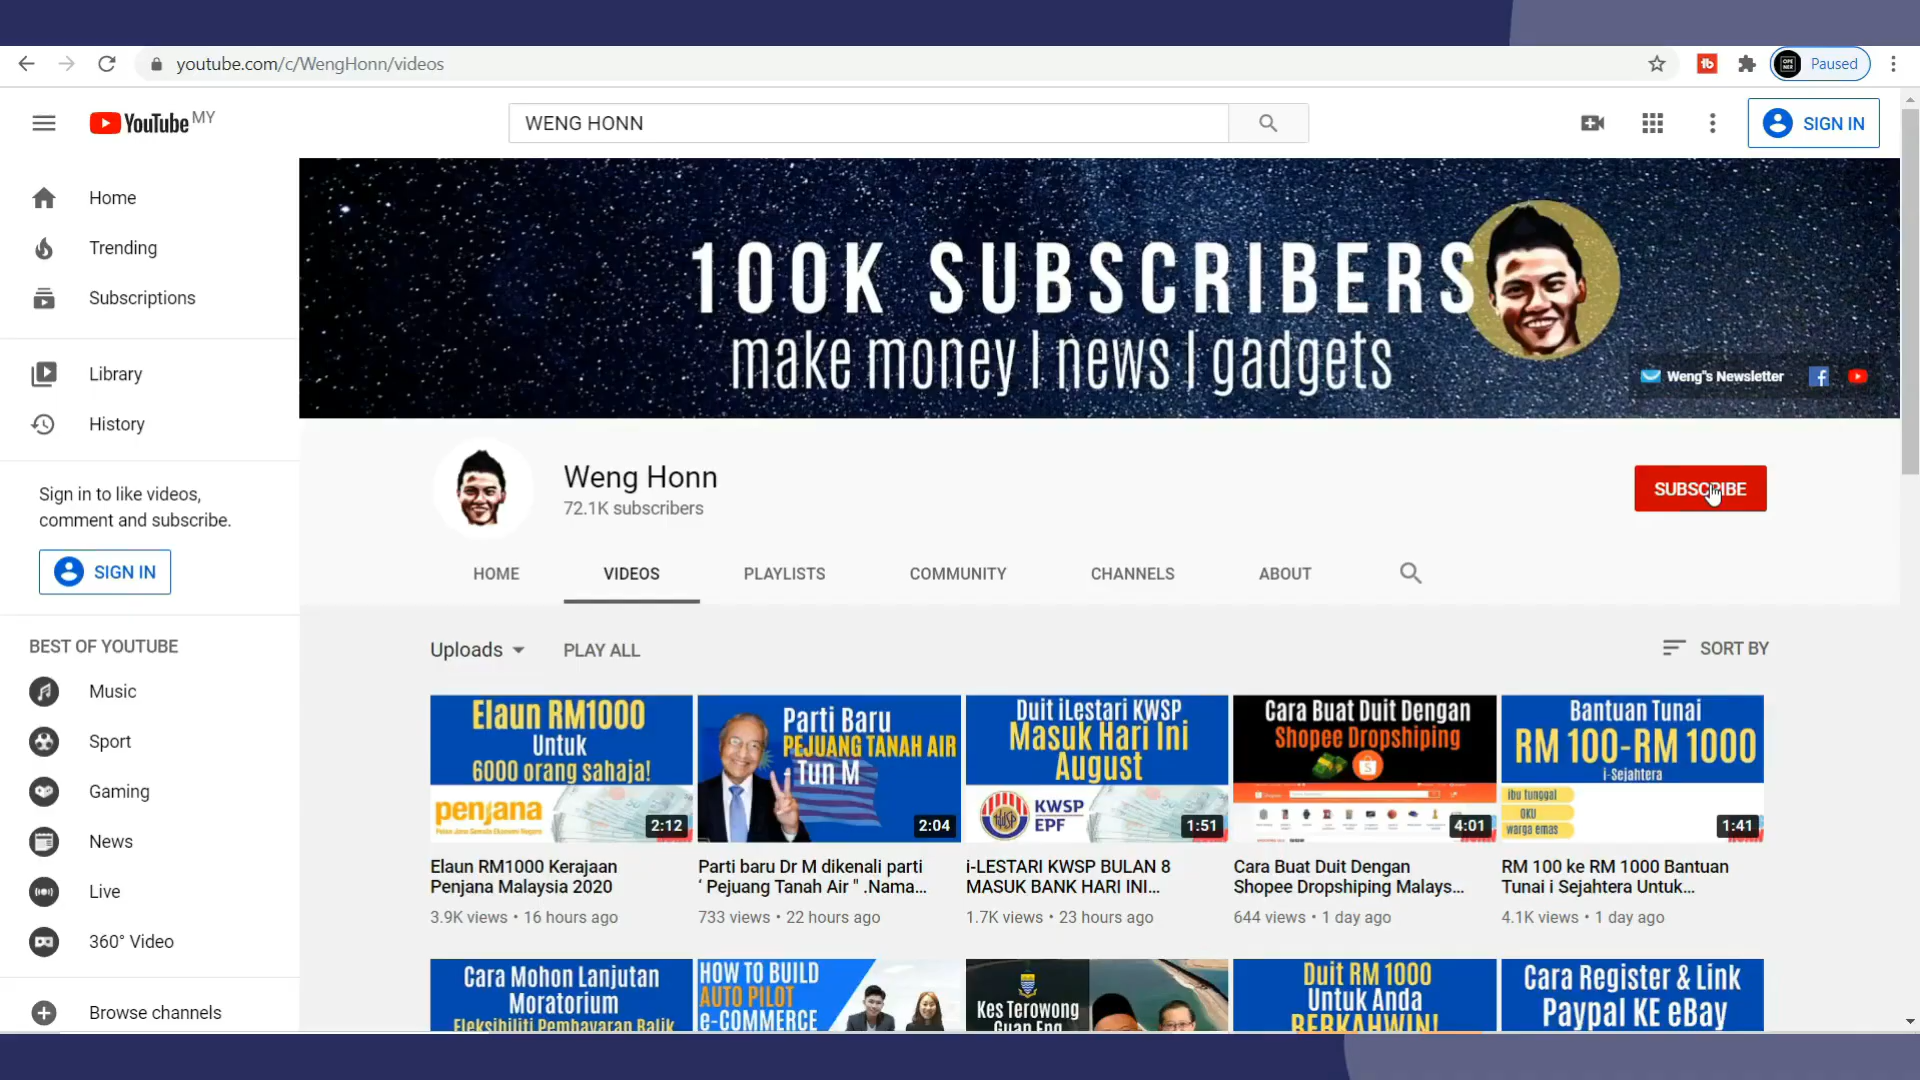 youtube.com/c/WengHonn/videos
Paused
YouTube MY
WENG HONN
SIGN IN
Home
Trending
Subscriptions
Library
History
Sign in to like videos,
comment and subscribe.
SIGN IN
BEST OF YOUTUBE
Music
Sport
Gaming
News
Live
360° Video
Browse channels
100K SUBSCRIBERS
make money | news | gadgets
Weng"s Newsletter
Weng Honn
72.1K subscribers
SUBSCRIBE
HOME
VIDEOS
PLAYLISTS
COMMUNITY
CHANNELS
ABOUT
Uploads
PLAY ALL
SORT BY
Elaun RM1000
Untuk
6000 orang sahaja!
penjana
2:12
Elaun RM1000 Kerajaan
Penjana Malaysia 2020
3.9K views • 16 hours ago
Parti Baru
PEJUANG TANAH AIR
Tun M
2:04
Parti baru Dr M dikenali parti
‘ Pejuang Tanah Air " .Nama...
733 views • 22 hours ago
Duit iLestari KWSP
Masuk Hari Ini
August
KWSP
EPF
1:51
i-LESTARI KWSP BULAN 8
MASUK BANK HARI INI...
1.7K views • 23 hours ago
Cara Buat Duit Dengan
Shopee Dropshiping
4:01
Cara Buat Duit Dengan
Shopee Dropshiping Malays...
644 views • 1 day ago
Bantuan Tunai
RM 100-RM 1000
i-Sejahtera
ibu tunggal
OKU
warga emas
1:41
RM 100 ke RM 1000 Bantuan
Tunai i Sejahtera Untuk...
4.1K views • 1 day ago
Cara Mohon Lanjutan
Moratorium
Fleksibiliti Pembayaran Balik
HOW TO BUILD
AUTO PILOT
e-COMMERCE
Kes Terowong
Guan Eng
Duit RM 1000
Untuk Anda
BERKAHWIN!
Cara Register & Link
Paypal KE eBay